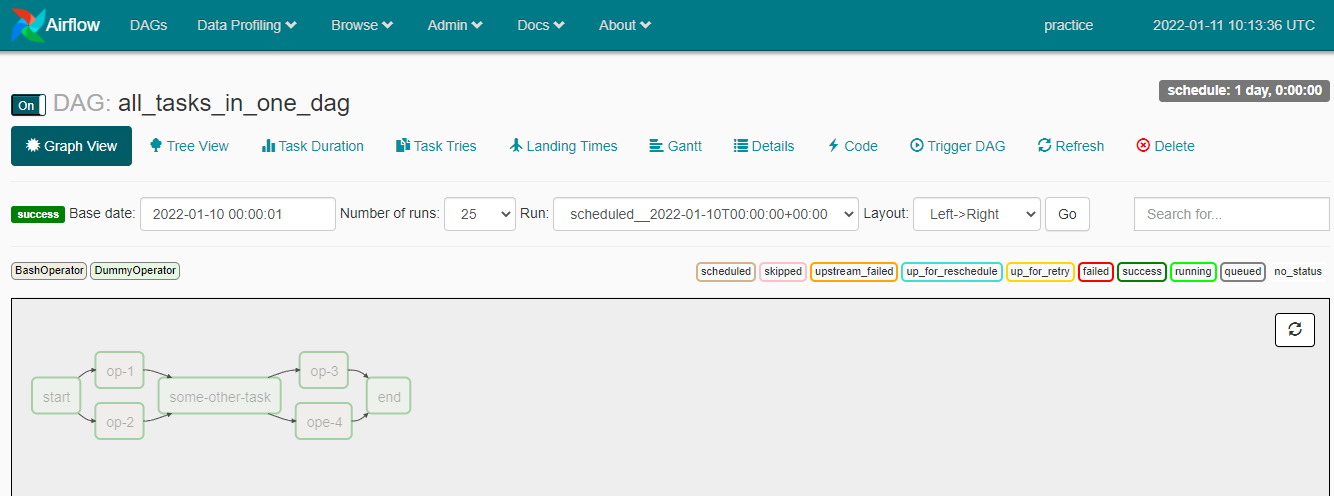 Airflow DAGs Data Profiling Browse Admin Docs About practice 2022-01-11 10:13:36 UTC
On DAG: all_tasks_in_one_dag schedule: 1 day, 0:00:00
Graph View Tree View Task Duration Task Tries Landing Times Gantt Details Code Trigger DAG Refresh Delete
success Base date: 2022-01-10 00:00:01 Number of runs: 25 Run: scheduled__2022-01-10T00:00:00+00:00 Layout: Left->Right Go Search for...
BashOperator DummyOperator scheduled skipped upstream_failed up_for_reschedule up_for_retry failed success running queued no_status
op-1 op-3
start some-other-task end
op-2 ope-4